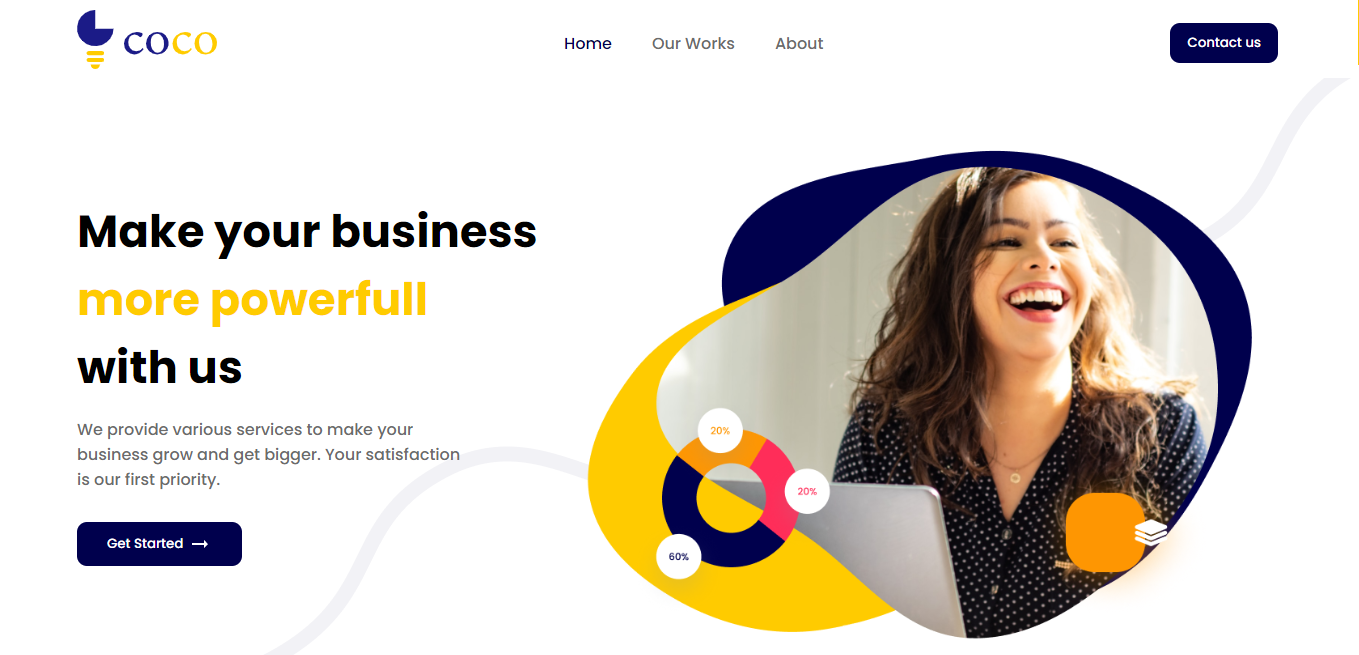 coco
Home
Our Works
About
Contact us
Make your business
more powerfull
with us
We provide various services to make your
business grow and get bigger. Your satisfaction
is our first priority.
Get Started
20%
20%
60%